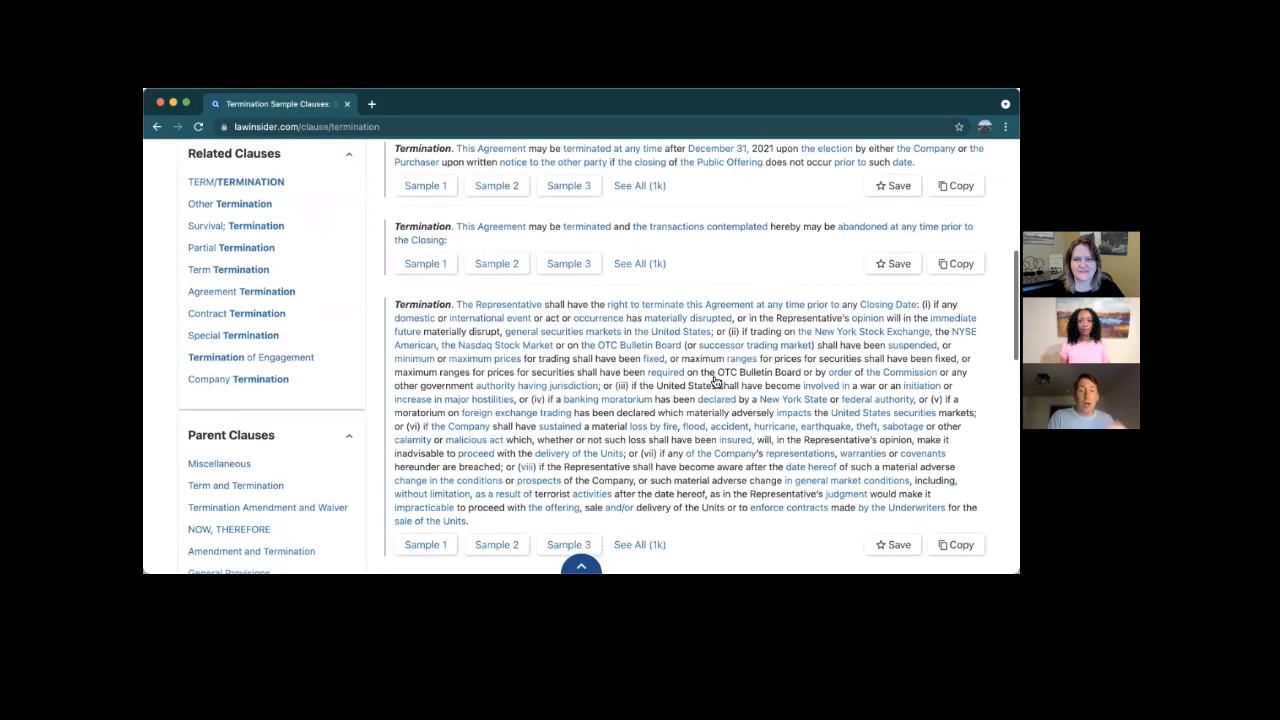 Termination Sample Clauses:
lawinsider.com/clause/termination
Related Clauses
TERM/TERMINATION
Other Termination
Survival; Termination
Partial Termination
Term Termination
Agreement Termination
Contract Termination
Special Termination
Termination of Engagement
Company Termination
Parent Clauses
Miscellaneous
Term and Termination
Termination Amendment and Waiver
NOW, THEREFORE
Amendment and Termination
General Provisions
Termination. This Agreement may be terminated at any time after December 31, 2021 upon the election by either the Company or the
Purchaser upon written notice to the other party if the closing of the Public Offering does not occur prior to such date.
Sample 1 Sample 2 Sample 3 See All (1k) Save Copy
Termination. This Agreement may be terminated and the transactions contemplated hereby may be abandoned at any time prior to
the Closing:
Sample 1 Sample 2 Sample 3 See All (1k) Save Copy
Termination. The Representative shall have the right to terminate this Agreement at any time prior to any Closing Date: (i) if any
domestic or international event or act or occurrence has materially disrupted, or in the Representative's opinion will in the immediate
future materially disrupt, general securities markets in the United States; or (ii) if trading on the New York Stock Exchange, the NYSE
American, the Nasdaq Stock Market or on the OTC Bulletin Board (or successor trading market) shall have been suspended, or
minimum or maximum prices for trading shall have been fixed, or maximum ranges for prices for securities shall have been fixed, or
maximum ranges for prices for securities shall have been required on the OTC Bulletin Board or by order of the Commission or any
other government authority having jurisdiction; or (iii) if the United States shall have become involved in a war or an initiation or
increase in major hostilities, or (iv) if a banking moratorium has been declared by a New York State or federal authority, or (v) if a
moratorium on foreign exchange trading has been declared which materially adversely impacts the United States securities markets;
or (vi) if the Company shall have sustained a material loss by fire, flood, accident, hurricane, earthquake, theft, sabotage or other
calamity or malicious act which, whether or not such loss shall have been insured, will, in the Representative's opinion, make it
inadvisable to proceed with the delivery of the Units; or (vii) if any of the Company's representations, warranties or covenants
hereunder are breached; or (viii) if the Representative shall have become aware after the date hereof of such a material adverse
change in the conditions or prospects of the Company, or such material adverse change in general market conditions, including,
without limitation, as a result of terrorist activities after the date hereof, as in the Representative's judgment would make it
impracticable to proceed with the offering, sale and/or delivery of the Units or to enforce contracts made by the Underwriters for the
sale of the Units.
Sample 1 Sample 2 Sample 3 See All (1k) Save Copy